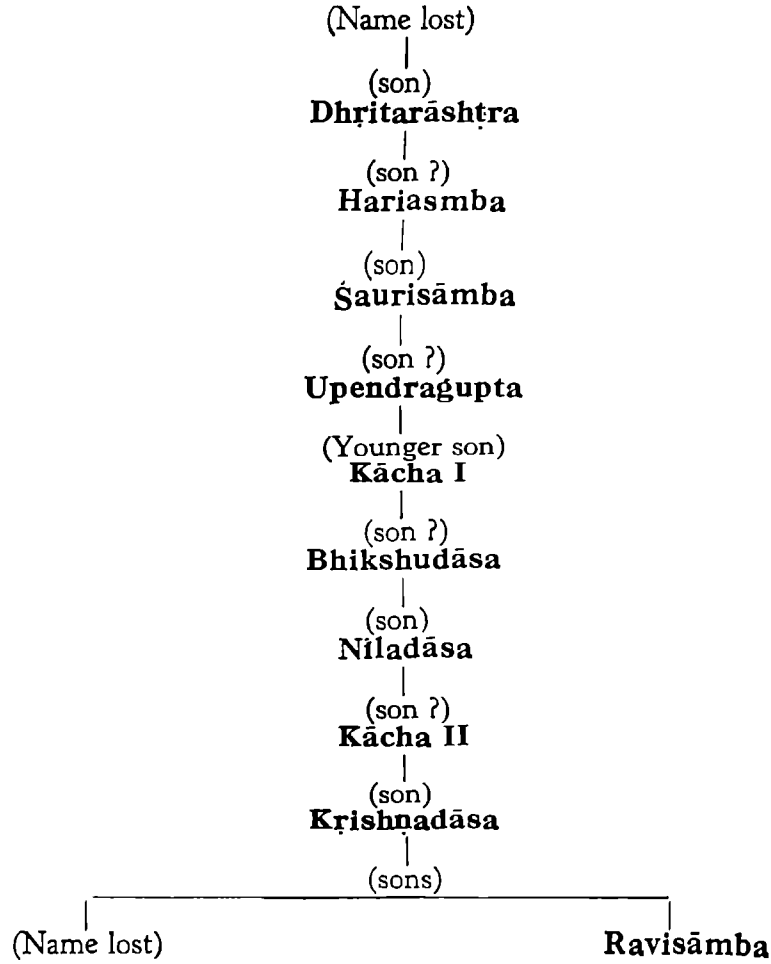 (Name lost)
(son)
Dhṛitarāshṭra
(son ?)
Hariasmba
(son)
Śaurisāmba
(son ?)
Upendragupta
(Younger son)
Kācha I
(son ?)
Bhikshudāsa
(son)
Nīladāsa
(son ?)
Kācha II
(son)
Kṛishṇadāsa
(sons)
(Name lost) Ravisāmba